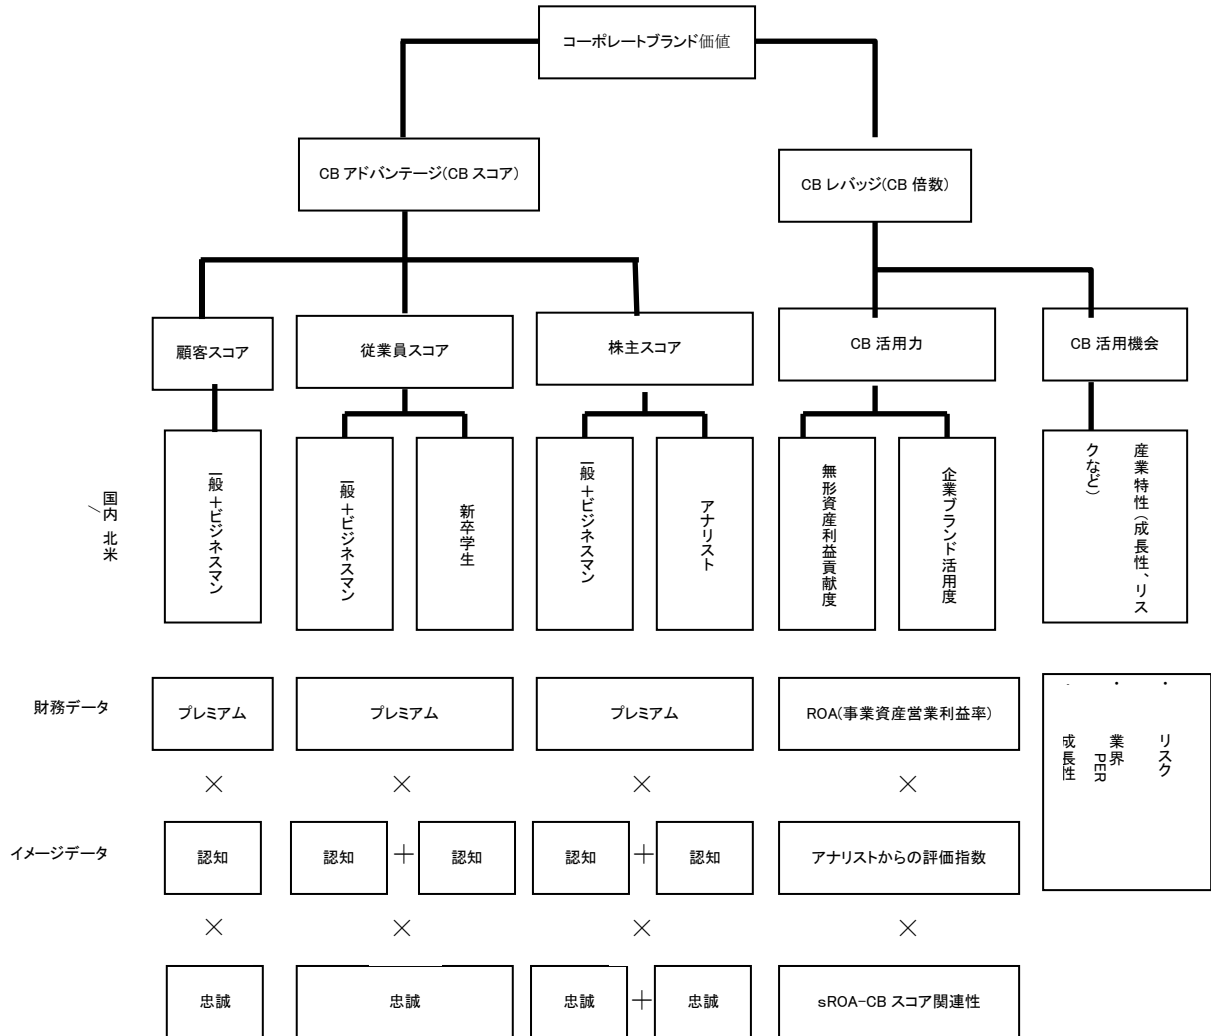 コーポレートブランド価値
CB アドバンテージ(CB スコア)
CB レバッジ(CB 倍数)
顧客スコア
従業員スコア
株主スコア
CB 活用力
CB 活用機会
国内 北米
／
一般＋ビジネスマン
一般＋ビジネスマン
新卒学生
一般＋ビジネスマン
アナリスト
無形資産利益貢献度
企業ブランド活用度
産業特性(成長性、リス
クなど)
財務データ
プレミアム
プレミアム
プレミアム
ROA(事業資産営業利益率)
・リスク
・業界
PER
・成長性
×
×
×
×
イメージデータ
認知
認知
＋
認知
認知
＋
認知
アナリストからの評価指数
×
×
×
×
忠誠
忠誠
忠誠
＋
忠誠
sROA-CB スコア関連性